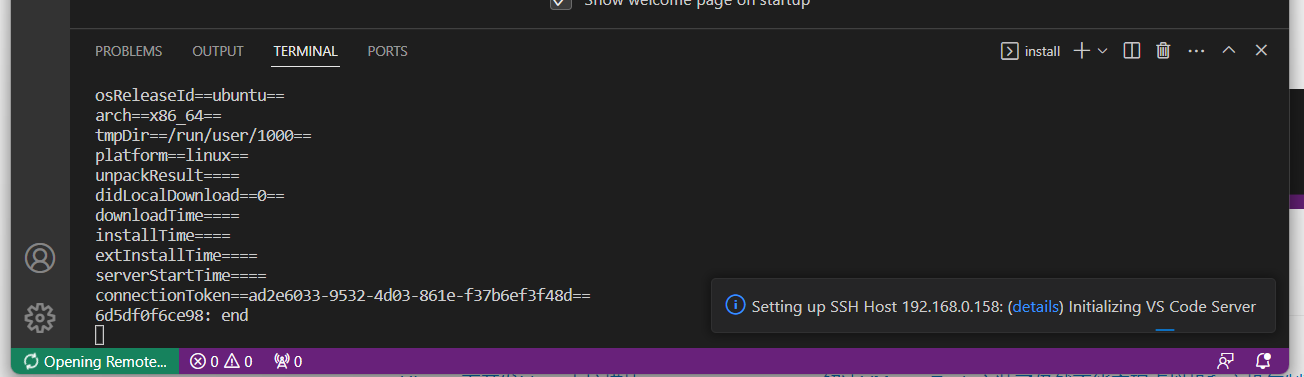 Show welcome page on startup
PROBLEMS OUTPUT TERMINAL PORTS install
osReleaseId==ubuntu==
arch==x86_64==
tmpDir==/run/user/1000==
platform==linux==
unpackResult====
didLocalDownload==0==
downloadTime====
installTime====
extInstallTime====
serverStartTime====
connectionToken==ad2e6033-9532-4d03-861e-f37b6ef3f48d==
6d5df0f6ce98: end
Setting up SSH Host 192.168.0.158: (details) Initializing VS Code Server
Opening Remote... 0 0 0